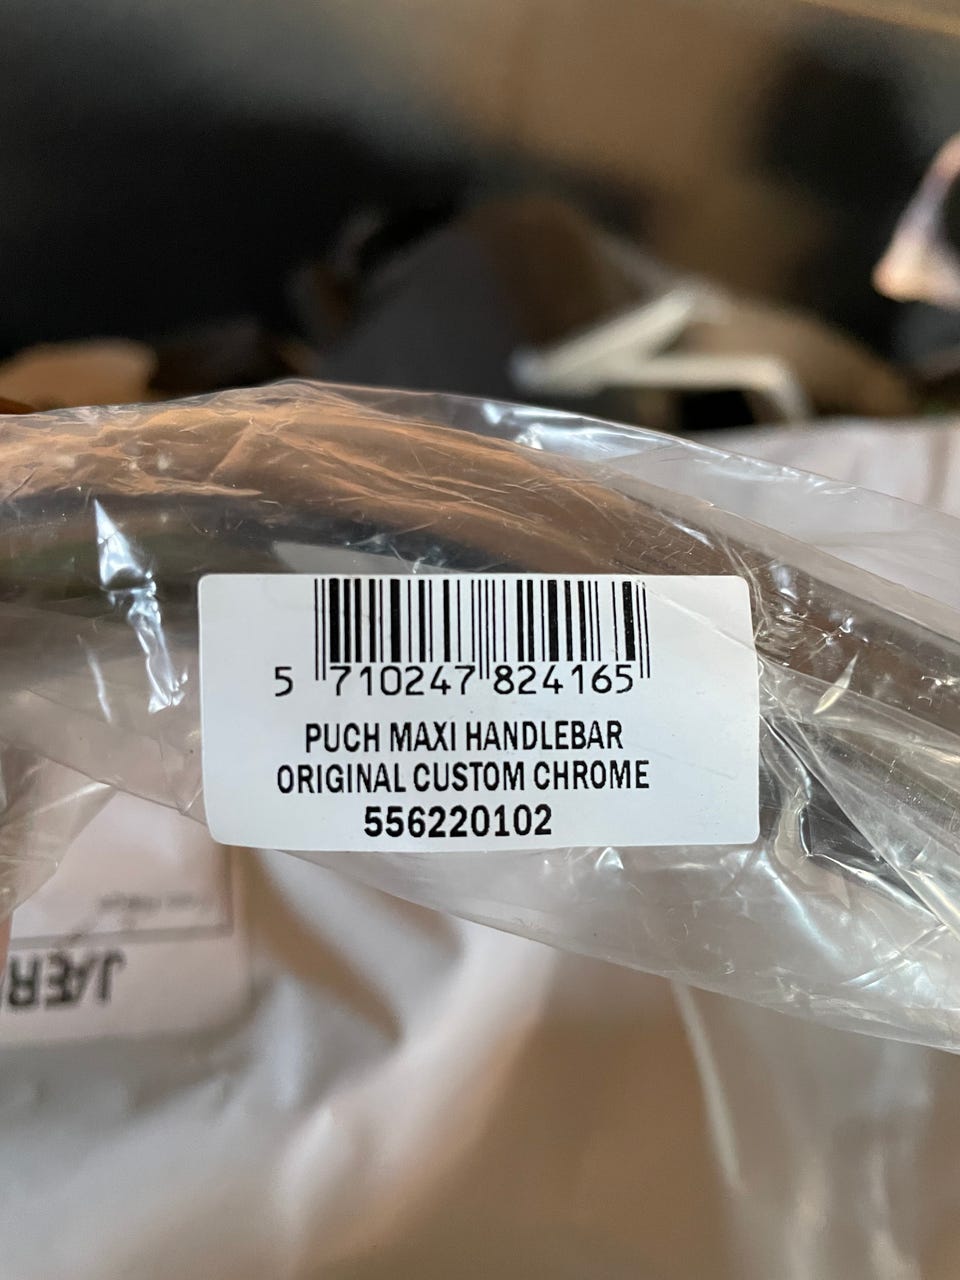 5 710247 824165
PUCH MAXI HANDLEBAR
ORIGINAL CUSTOM CHROME
556220102